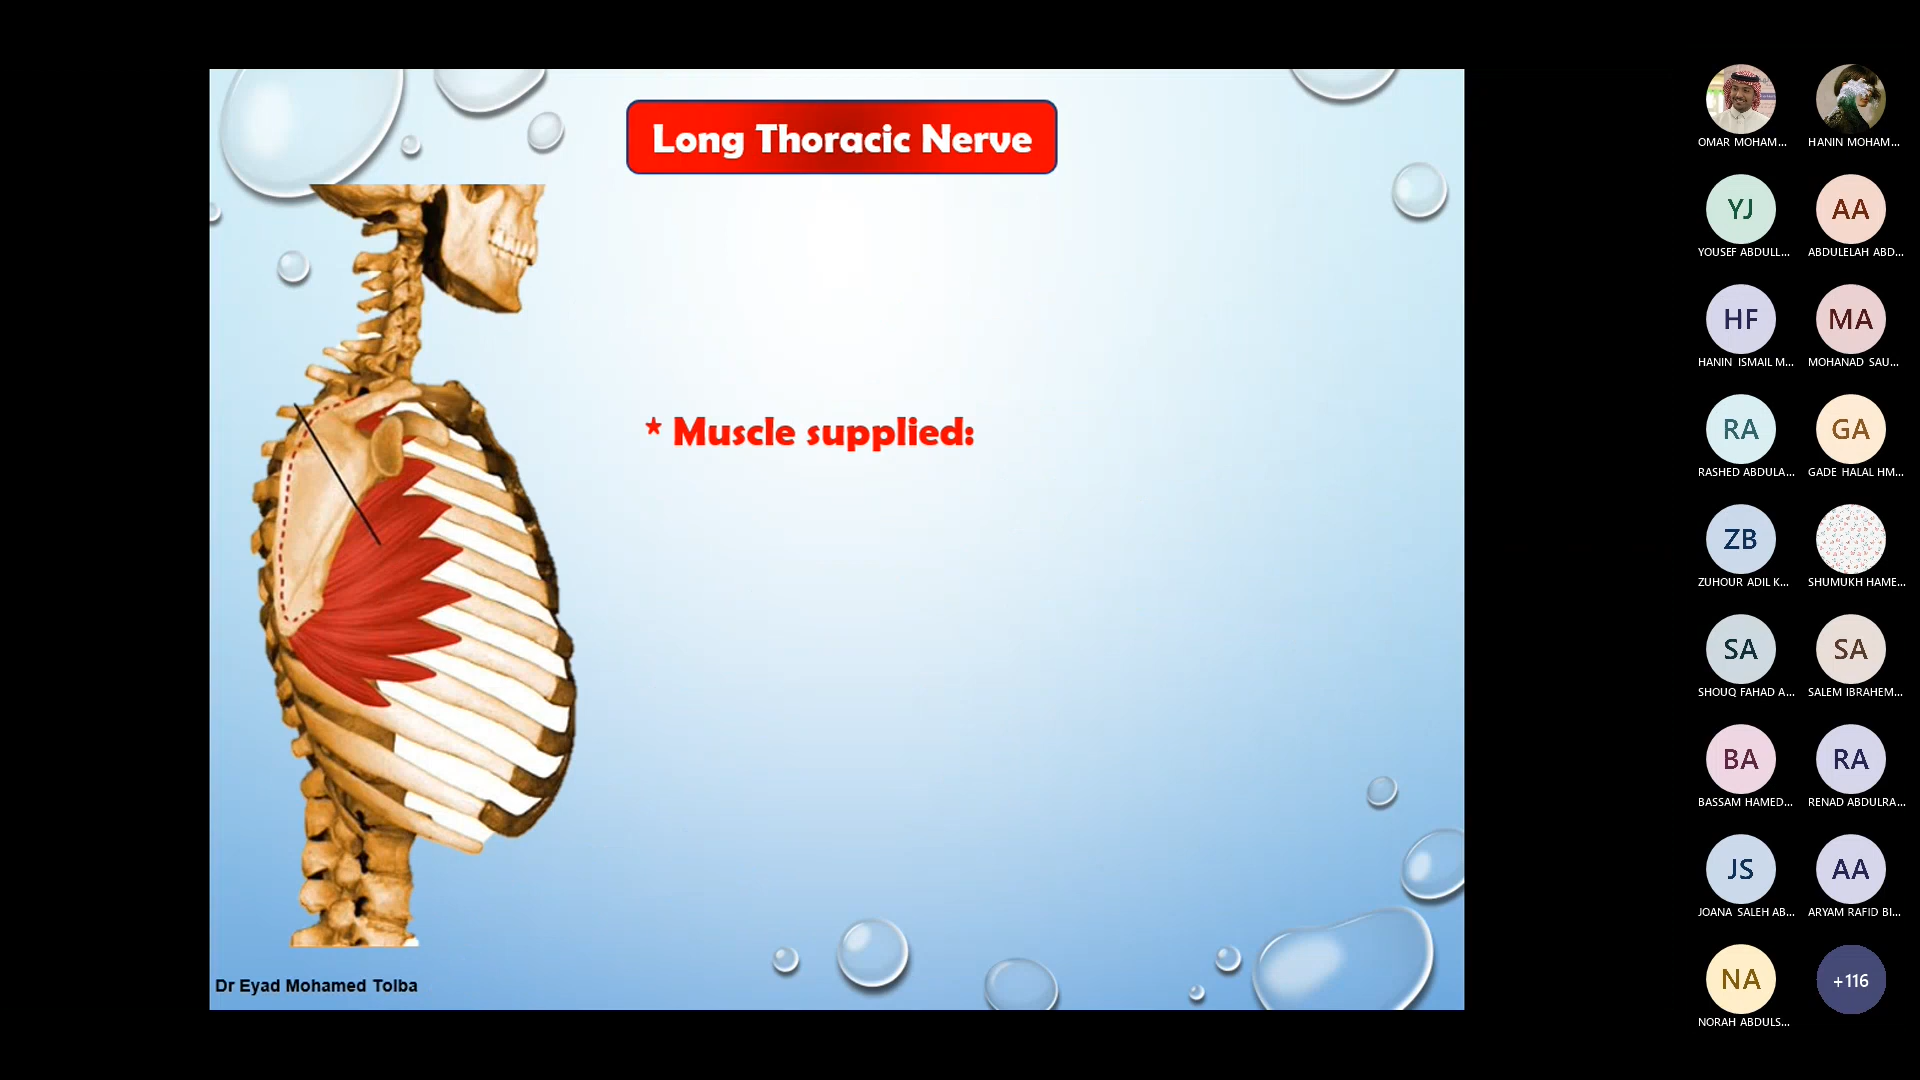 Long Thoracic Nerve
* Muscle supplied:
Dr Eyad Mohamed Tolba
OMAR MOHAM...
HANIN MOHAM...
YJ
AA
YOUSEF ABDULL...
ABDULELAH ABD...
HF
MA
HANIN ISMAIL M...
MOHANAD SAU...
RA
GA
RASHED ABDULA...
GADE HALAL HM...
ZB
ZUHOUR ADIL K...
SHUMUKH HAME...
SA
SA
SHOUQ FAHAD A...
SALEM IBRAHEM...
BA
RA
BASSAM HAMED...
RENAD ABDULRA...
JS
AA
JOANA SALEH AB...
ARYAM RAFID BI...
NA
+116
NORAH ABDULS...